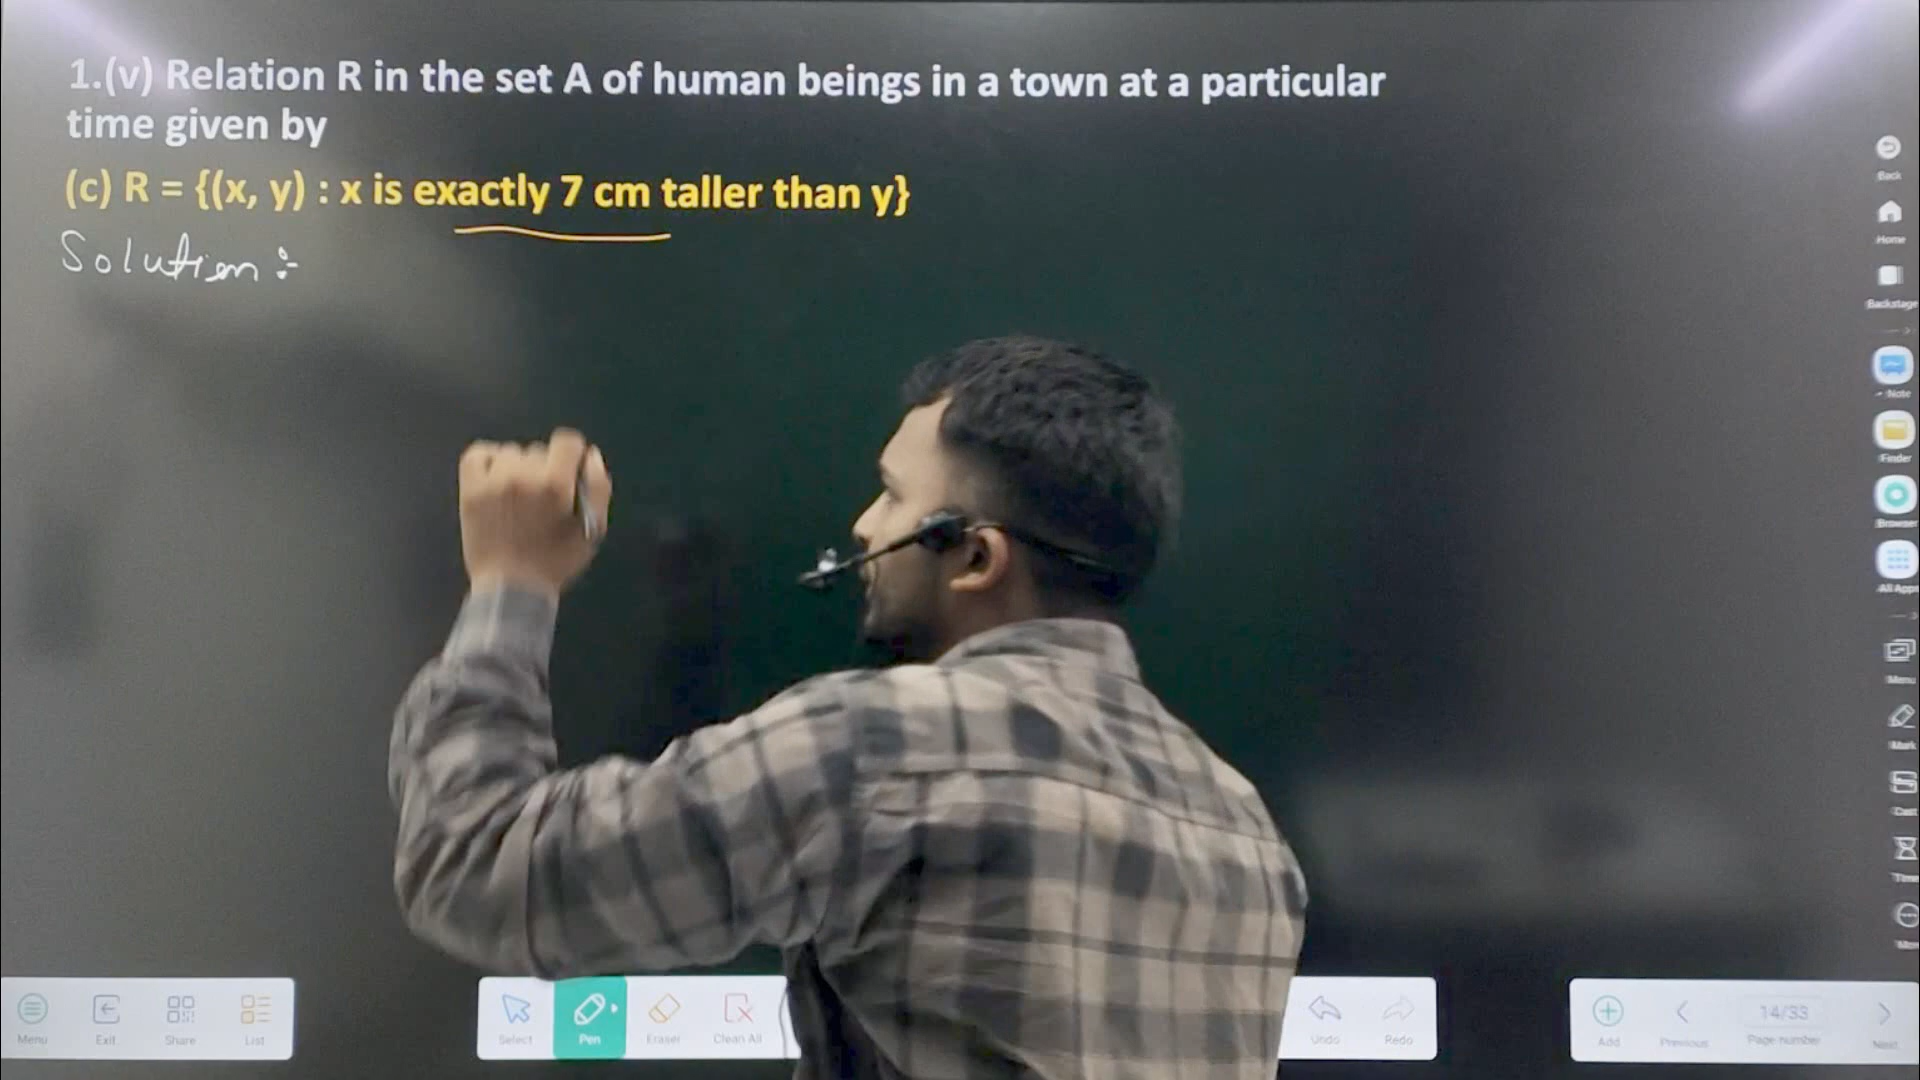 1.(v) Relation R in the set A of human beings in a town at a particular
time given by
(c) R = {(x, y) : x is exactly 7 cm taller than y}
Solution :-
Back
Home
Backstage
Note
Finder
Browser
All Apps
Menu
Mark
Cast
Time
Menu
Exit
Share
List
Select
Pen
Eraser
Clean All
Undo
Redo
Add
Previous
14/33
Page number
Next